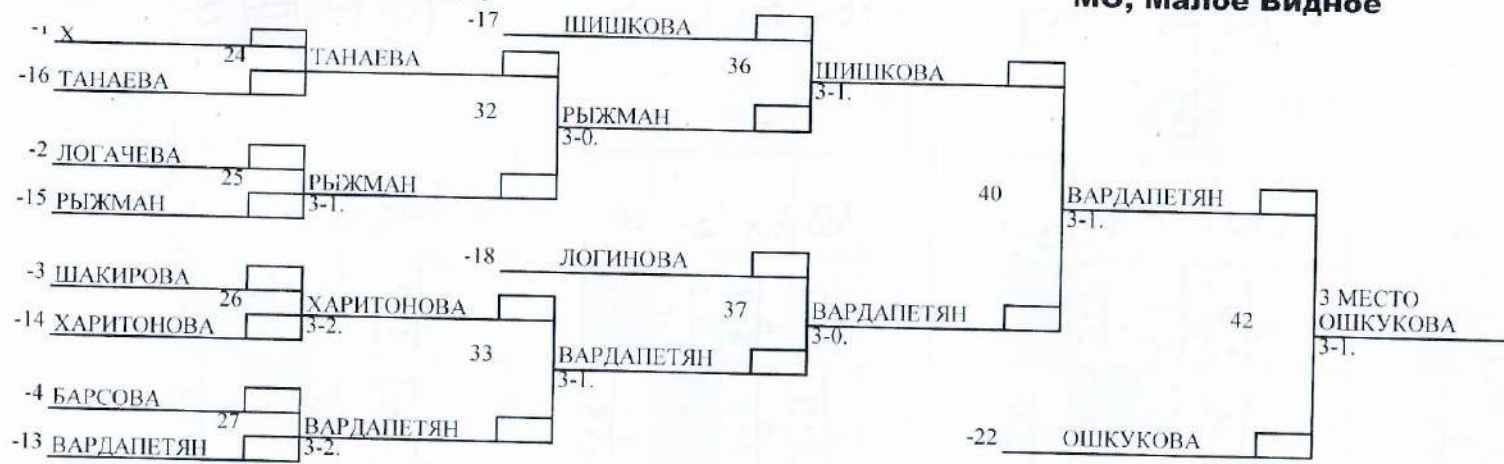 МО, Малое Видное
-17 ШИШКОВА
-1 X
24 ТАНАЕВА
36 ШИШКОВА
3-1.
-16 ТАНАЕВА
32 РЫЖМАН
3-0.
-2 ЛОГАЧЕВА
25 РЫЖМАН
3-1.
-15 РЫЖМАН
40 ВАРДАПЕТЯН
3-1.
-18 ЛОГИНОВА
-3 ШАКИРОВА
26 ХАРИТОНОВА
3-2.
-14 ХАРИТОНОВА
37 ВАРДАПЕТЯН
3-0.
42 3 МЕСТО
ОШКУКОВА
3-1.
33 ВАРДАПЕТЯН
3-1.
-4 БАРСОВА
27 ВАРДАПЕТЯН
3-2.
-13 ВАРДАПЕТЯН
-22 ОШКУКОВА